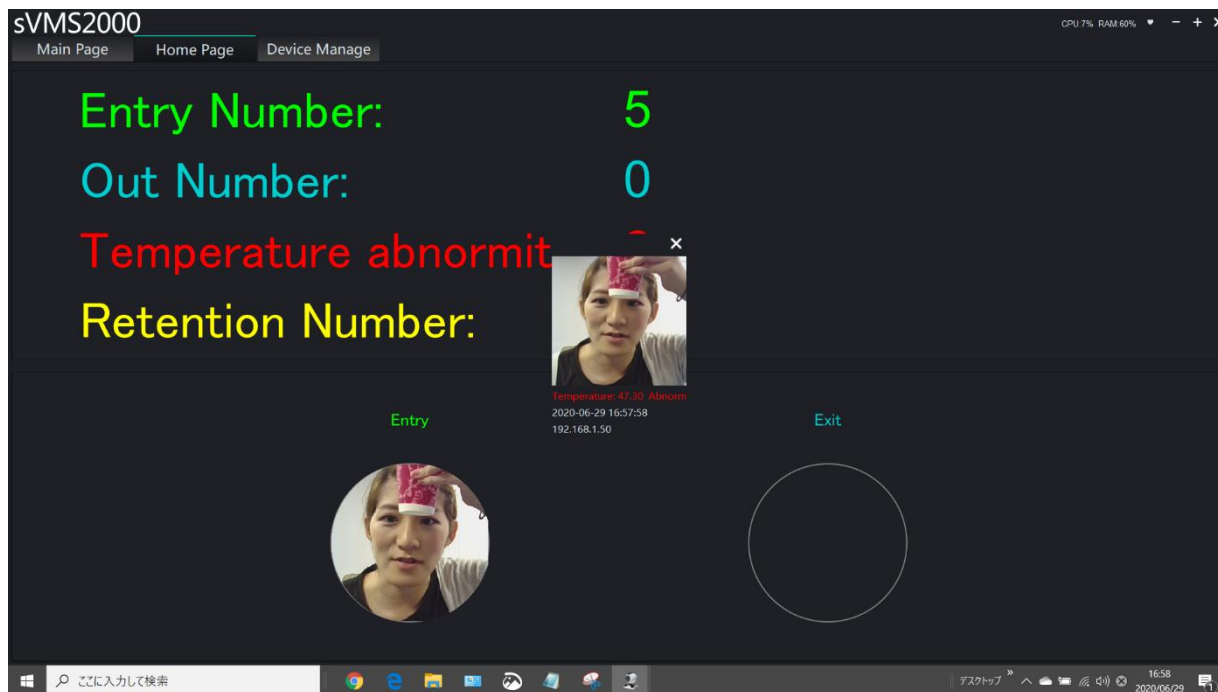 sVMS2000
CPU:7% RAM:60%
Main Page Home Page Device Manage
Entry Number: 5
Out Number: 0
Temperature abnormit
Retention Number:
Temperature: 47.30 Abnorm
2020-06-29 16:57:58
192.168.1.50
Entry
Exit
ここに入力して検索
デスクトップ
16:58
2020/06/29